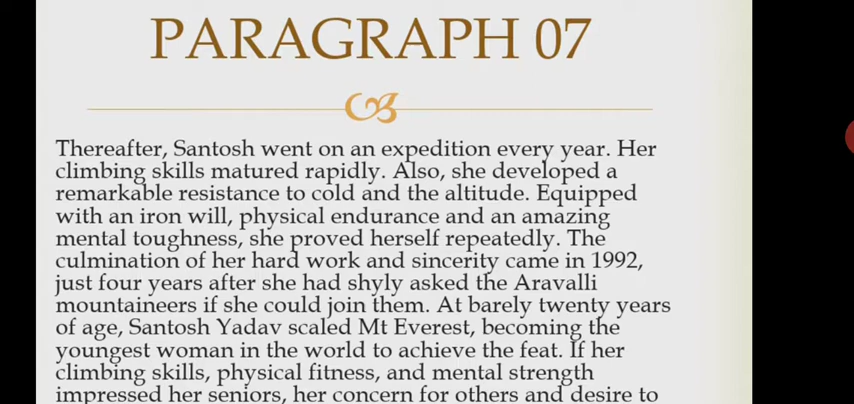 PARAGRAPH 07
Thereafter, Santosh went on an expedition every year. Her
climbing skills matured rapidly. Also, she developed a
remarkable resistance to cold and the altitude. Equipped
with an iron will, physical endurance and an amazing
mental toughness, she proved herself repeatedly. The
culmination of her hard work and sincerity came in 1992,
just four years after she had shyly asked the Aravalli
mountaineers if she could join them. At barely twenty years
of age, Santosh Yadav scaled Mt Everest, becoming the
youngest woman in the world to achieve the feat. If her
climbing skills, physical fitness, and mental strength
impressed her seniors, her concern for others and desire to